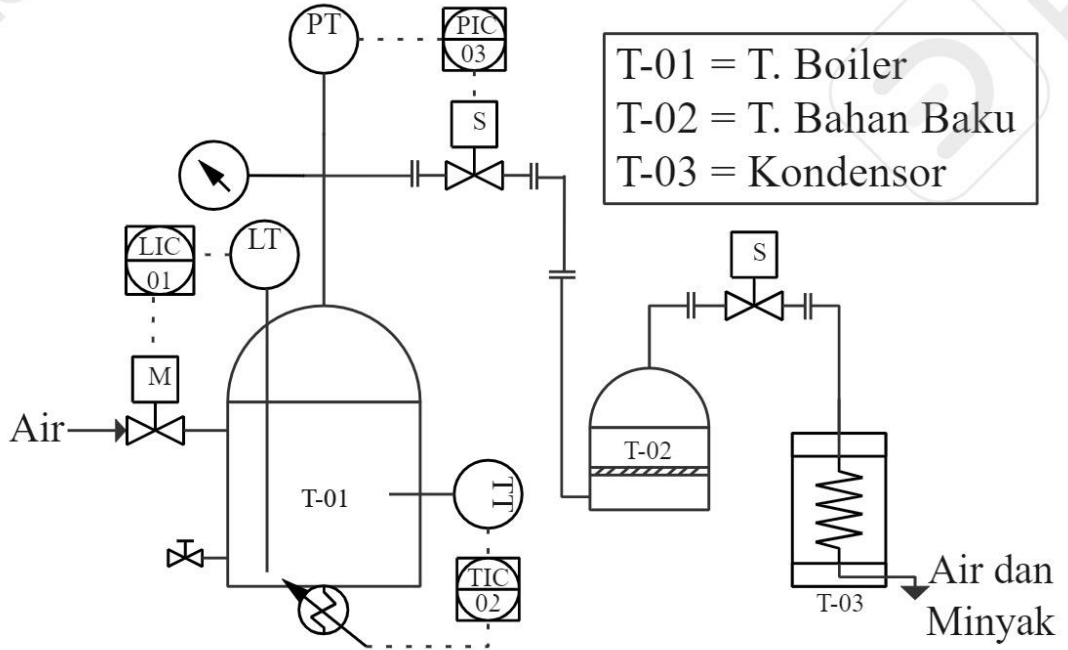 PT
PIC
03
S
T-01 = T. Boiler
T-02 = T. Bahan Baku
T-03 = Kondensor
LIC
01
LT
S
M
Air
T-01
TT
T-02
TIC
02
T-03
Air dan
Minyak